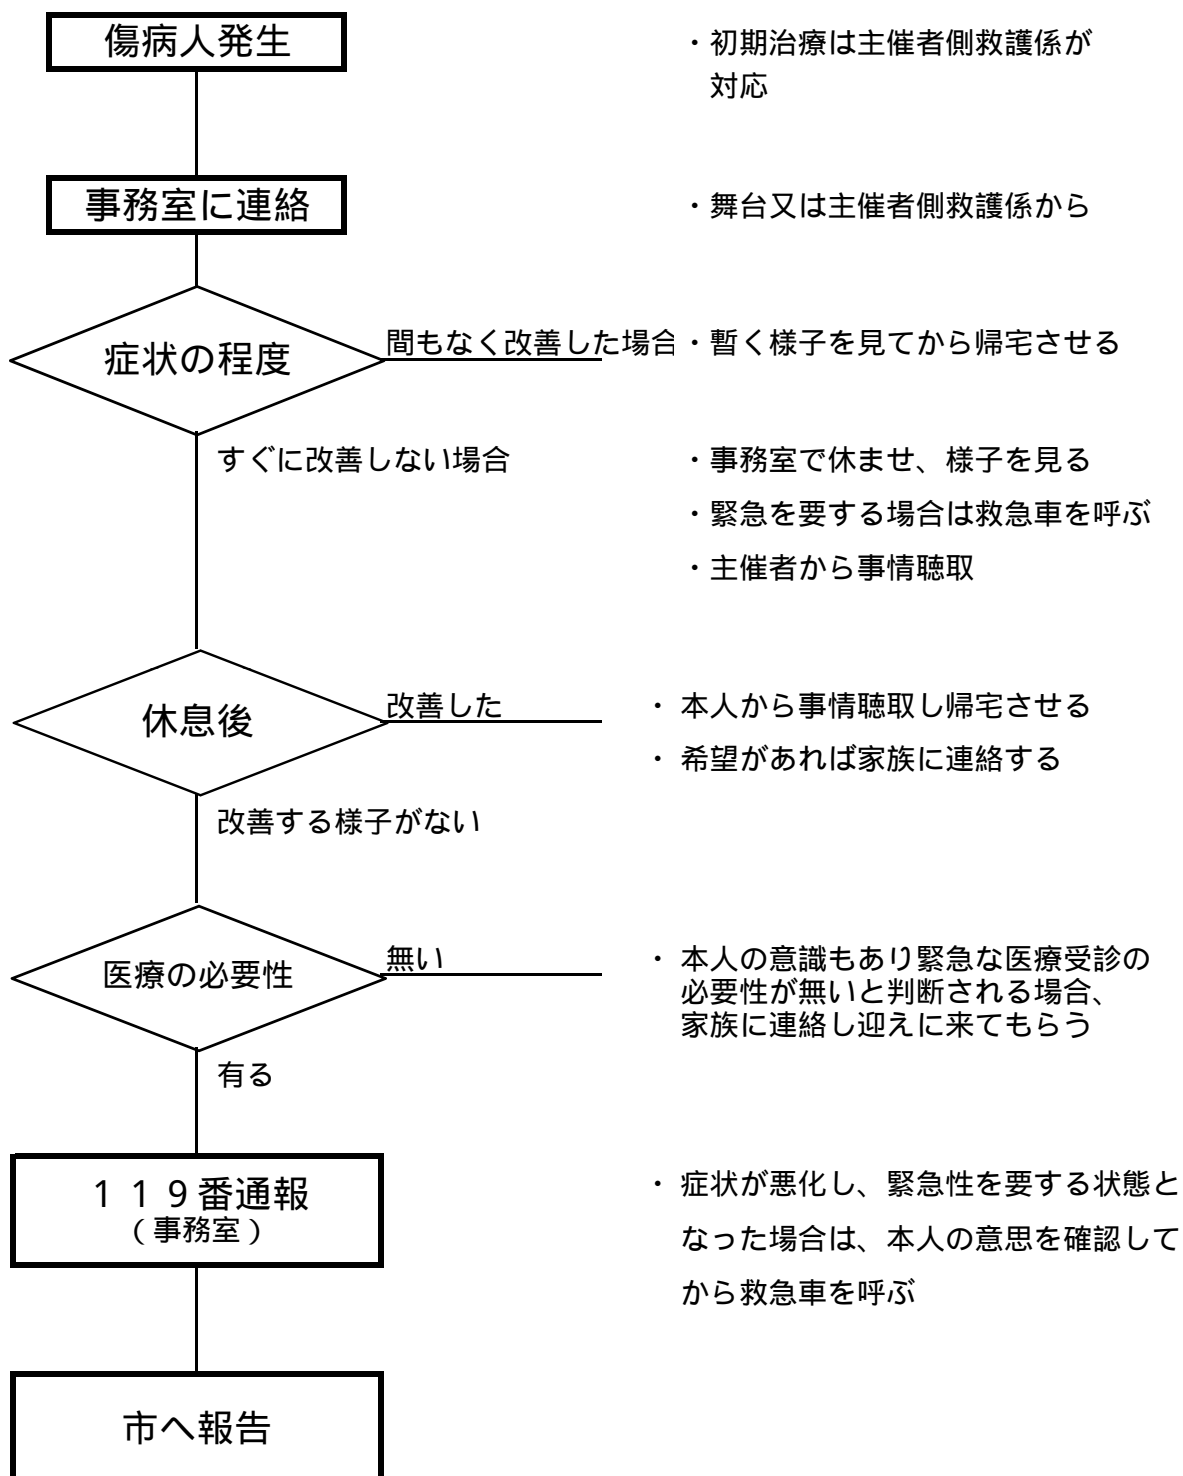 傷病人発生
・初期治療は主催者側救護係が
対応
事務室に連絡
・舞台又は主催者側救護係から
症状の程度
間もなく改善した場合
・暫く様子を見てから帰宅させる
すぐに改善しない場合
・事務室で休ませ、様子を見る
・緊急を要する場合は救急車を呼ぶ
・主催者から事情聴取
休息後
改善した
・ 本人から事情聴取し帰宅させる
・ 希望があれば家族に連絡する
改善する様子がない
医療の必要性
無い
・ 本人の意識もあり緊急な医療受診の
必要性が無いと判断される場合、
家族に連絡し迎えに来てもらう
有る
１１９番通報
（事務室）
・ 症状が悪化し、緊急性を要する状態と
なった場合は、本人の意思を確認して
から救急車を呼ぶ
市へ報告